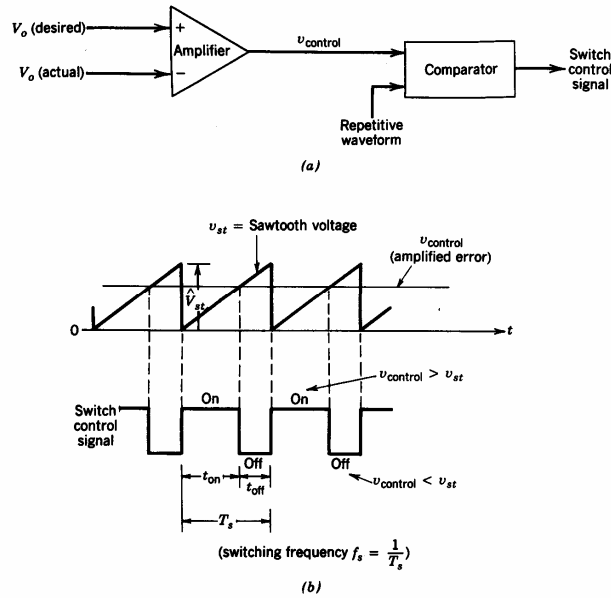 V_o (desired)
+
Amplifier
V_o (actual)
−
v_control
Comparator
Switch
control
signal
Repetitive
waveform
(a)
v_st = Sawtooth voltage
v_control
(amplified error)
V̂_st
0
t
v_control > v_st
On
On
Switch
control
signal
Off
Off
t_on
t_off
v_control < v_st
T_s
(switching frequency f_s = 1/T_s)
(b)